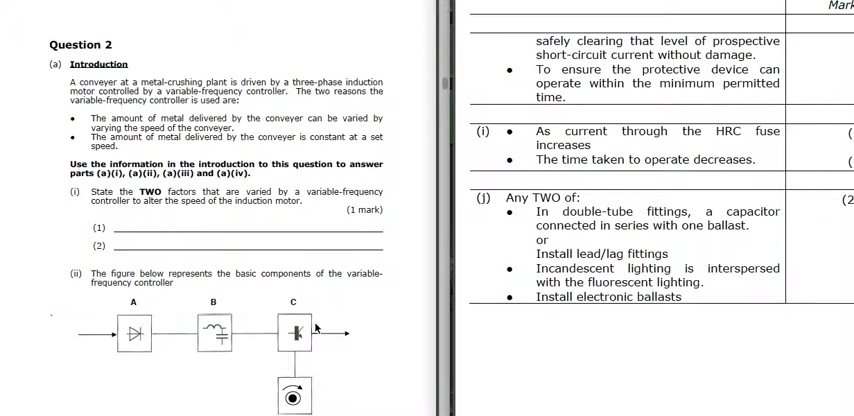 Question 2
(a) Introduction
A conveyer at a metal-crushing plant is driven by a three-phase induction
motor controlled by a variable-frequency controller. The two reasons the
variable-frequency controller is used are:
• The amount of metal delivered by the conveyer can be varied by
varying the speed of the conveyer.
• The amount of metal delivered by the conveyer is constant at a set
speed.
Use the information in the introduction to this question to answer
parts (a)(i), (a)(ii), (a)(iii) and (a)(iv).
(i) State the TWO factors that are varied by a variable-frequency
controller to alter the speed of the induction motor.
(1 mark)
(1)
(2)
(ii) The figure below represents the basic components of the variable-
frequency controller
A B C
Mark
safely clearing that level of prospective
short-circuit current without damage.
• To ensure the protective device can
operate within the minimum permitted
time.
(i) • As current through the HRC fuse
increases
• The time taken to operate decreases.
(j) Any TWO of:
• In double-tube fittings, a capacitor
connected in series with one ballast.
or
Install lead/lag fittings
• Incandescent lighting is interspersed
with the fluorescent lighting.
• Install electronic ballasts
(
(
(2